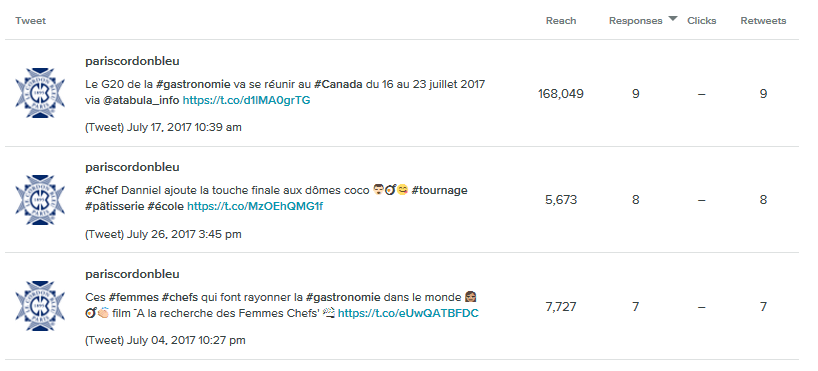 Tweet Reach Responses Clicks Retweets
pariscordonbleu
Le G20 de la #gastronomie va se réunir au #Canada du 16 au 23 juillet 2017
via @atabula_info https://t.co/d1lMA0grTG
168,049 9 – 9
(Tweet) July 17, 2017 10:39 am
pariscordonbleu
#Chef Danniel ajoute la touche finale aux dômes coco 👨🏻🍳😋 #tournage
#pâtisserie #école https://t.co/MzOEhQMG1f
5,673 8 – 8
(Tweet) July 26, 2017 3:45 pm
pariscordonbleu
Ces #femmes #chefs qui font rayonner la #gastronomie dans le monde 👩🏽
🍳👏🏻 film ¨A la recherche des Femmes Chefs' 🎥 https://t.co/eUwQATBFDC
7,727 7 – 7
(Tweet) July 04, 2017 10:27 pm